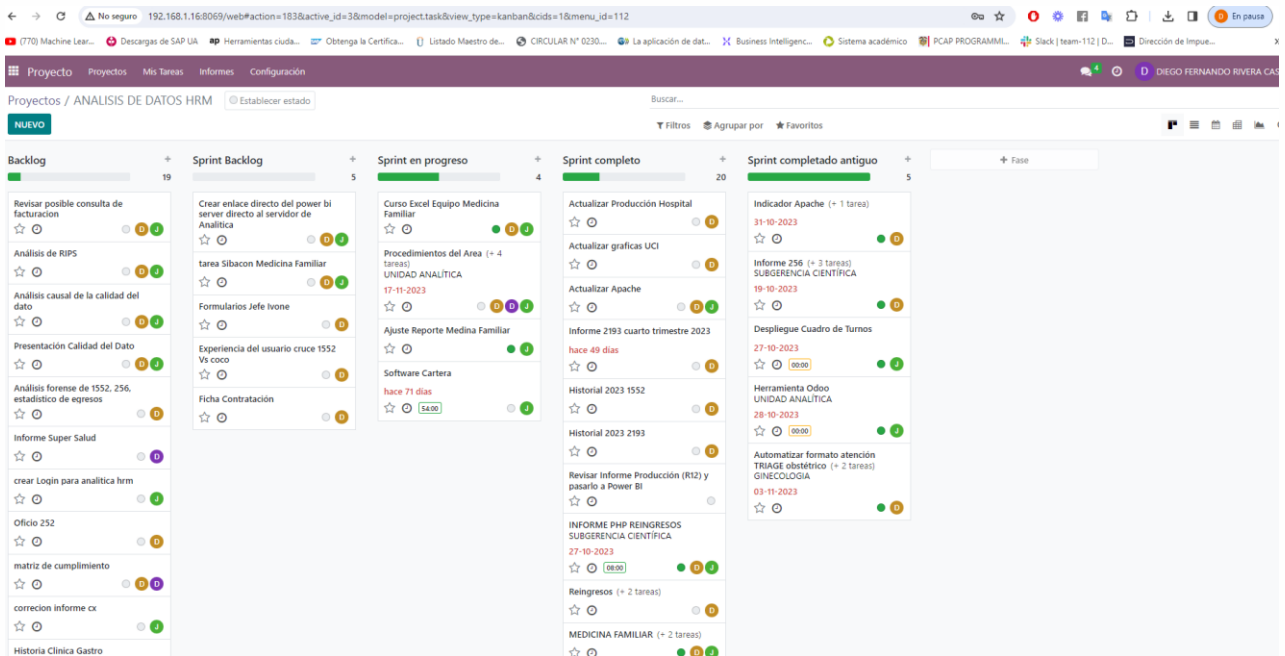 No seguro 192.168.1.16:8069/web#action=183&active_id=3&model=project.task&view_type=kanban&cids=1&menu_id=112
D En pausa
(770) Machine Lear...
Descargas de SAP UA
ap Herramientas ciuda...
Obtenga la Certifica...
Listado Maestro de...
CIRCULAR N° 0230...
La aplicación de dat...
Business Intelligenc...
Sistema académico
PCAP PROGRAMMI...
Slack | team-112 | D...
Dirección de Impue...
Proyecto Proyectos Mis Tareas Informes Configuración
4
D DIEGO FERNANDO RIVERA CAS
Proyectos / ANALISIS DE DATOS HRM
Establecer estado
Buscar...
NUEVO
Filtros Agrupar por Favoritos
Backlog +
19
Revisar posible consulta de
facturacion
D J
Análisis de RIPS
D J
Análisis causal de la calidad del
dato
D J
Presentación Calidad del Dato
D J
Análisis forense de 1552, 256,
estadistico de egresos
D
Informe Super Salud
D
crear Login para analitica hrm
J
Oficio 252
D
matriz de cumplimiento
D D
correcion informe cx
J
Historia Clinica Gastro
Sprint Backlog +
5
Crear enlace directo del power bi
server directo al servidor de
Analitica
D J
tarea Sibacon Medicina Familiar
D J
Formularios Jefe Ivone
D
Experiencia del usuario cruce 1552
Vs coco
D
Ficha Contratación
D
Sprint en progreso +
4
Curso Excel Equipo Medicina
Familiar
D J
Procedimientos del Area (+ 4
tareas)
UNIDAD ANALÍTICA
17-11-2023
D D J
Ajuste Reporte Medina Familiar
J
Software Cartera
hace 71 días
54:00
J
Sprint completo +
20
Actualizar Producción Hospital
D
Actualizar graficas UCI
D
Actualizar Apache
D J
Informe 2193 cuarto trimestre 2023
hace 49 días
D
Historial 2023 1552
D
Historial 2023 2193
D
Revisar Informe Producción (R12) y
pasarlo a Power BI
INFORME PHP REINGRESOS
SUBGERENCIA CIENTÍFICA
27-10-2023
08:00
D J
Reingresos (+ 2 tareas)
D
MEDICINA FAMILIAR (+ 2 tareas)
D J
Sprint completado antiguo +
5
Indicador Apache (+ 1 tarea)
31-10-2023
D
Informe 256 (+ 3 tareas)
SUBGERENCIA CIENTÍFICA
19-10-2023
D
Despliegue Cuadro de Turnos
27-10-2023
00:00
J
Herramienta Odoo
UNIDAD ANALÍTICA
28-10-2023
00:00
J
Automatizar formato atención
TRIAGE obstétrico (+ 2 tareas)
GINECOLOGIA
03-11-2023
D
+ Fase